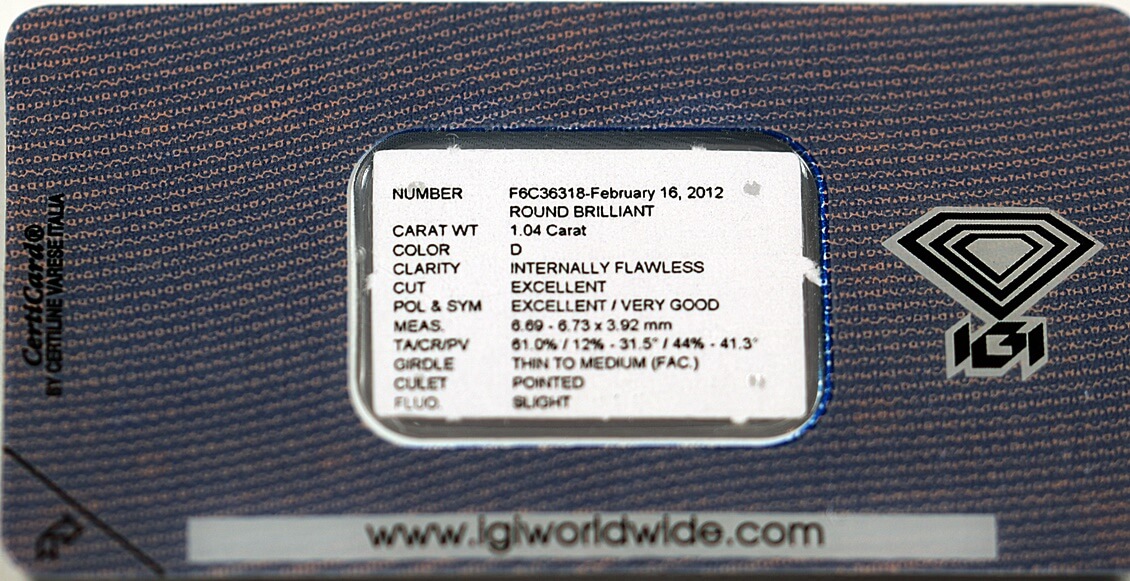 NUMBER F6C36318-February 16, 2012
ROUND BRILLIANT
CARAT WT 1.04 Carat
COLOR D
CLARITY INTERNALLY FLAWLESS
CUT EXCELLENT
POL & SYM EXCELLENT / VERY GOOD
MEAS. 6.69 - 6.73 x 3.92 mm
TA/CR/PV 61.0% / 12% - 31.5° / 44% - 41.3°
GIRDLE THIN TO MEDIUM (FAC.)
CULET POINTED
FLUO. SLIGHT
CertiCard®
BY CERTILINE VARESE ITALIA
IGI
www.igiworldwide.com